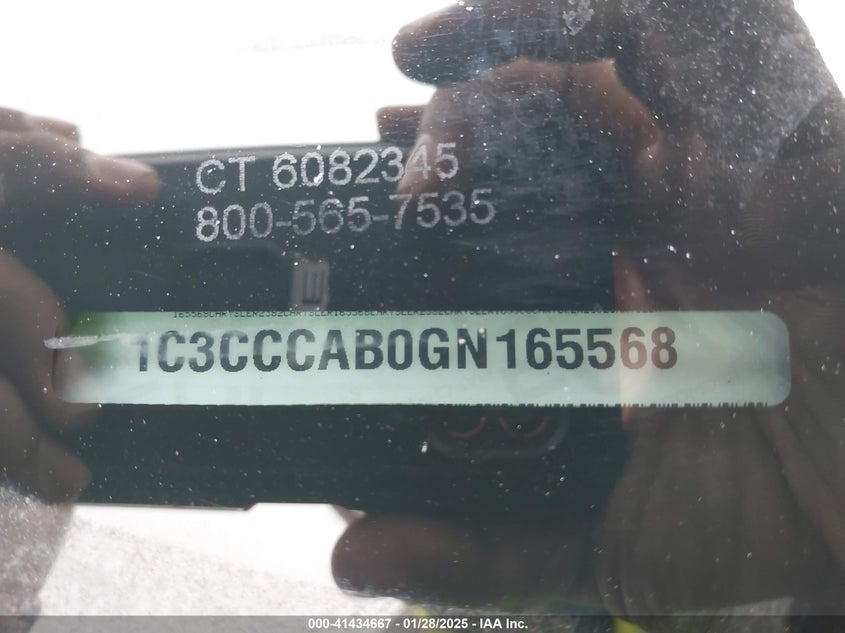 CT 6082345
800-565-7535
1C3CCCAB0GN165568
000-41434667 - 01/28/2025 - IAA Inc.